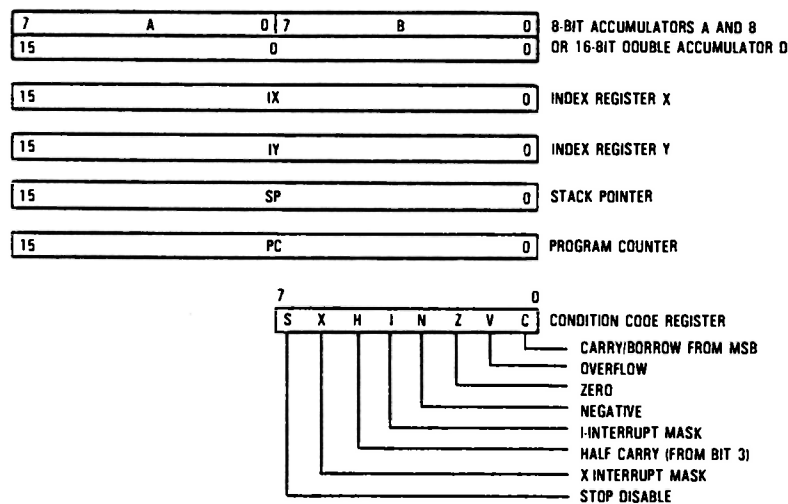 7 A 0 7 B 0 8-BIT ACCUMULATORS A AND B
15 D 0 OR 16-BIT DOUBLE ACCUMULATOR D
15 IX 0 INDEX REGISTER X
15 IY 0 INDEX REGISTER Y
15 SP 0 STACK POINTER
15 PC 0 PROGRAM COUNTER
7 0
S X H I N Z V C CONDITION CODE REGISTER
CARRY/BORROW FROM MSB
OVERFLOW
ZERO
NEGATIVE
I-INTERRUPT MASK
HALF CARRY (FROM BIT 3)
X INTERRUPT MASK
STOP DISABLE